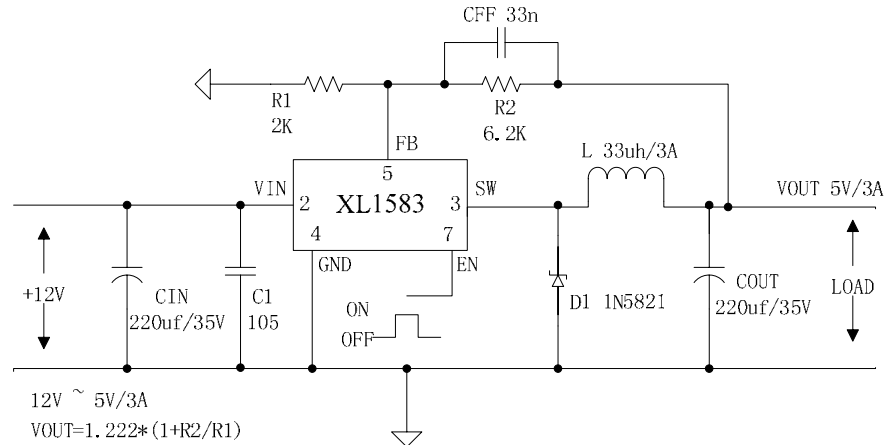 CFF 33n
R1
2K
R2
6.2K
FB
5
L 33uh/3A
VIN
SW
VOUT 5V/3A
2
XL1583
3
4
7
GND
EN
+12V
CIN
220uf/35V
C1
105
ON
OFF
D1 1N5821
COUT
220uf/35V
LOAD
12V ~ 5V/3A
VOUT=1.222*(1+R2/R1)